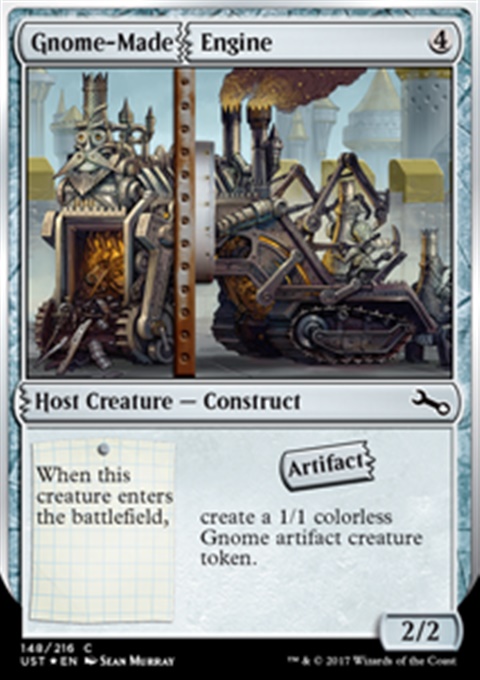 Gnome-Made Engine 4
Host Creature — Construct
When this
creature enters
the battlefield,
Artifact
create a 1/1 colorless
Gnome artifact creature
token.
2/2
148/216 C
UST ★ EN Sean Murray
™ & © 2017 Wizards of the Coast